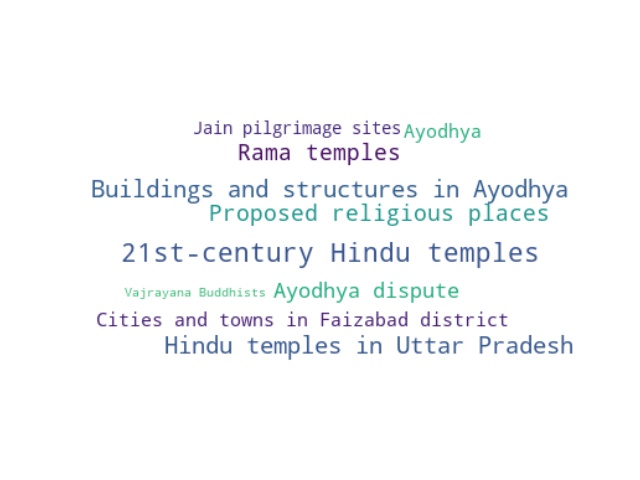 Jain pilgrimage sites Ayodhya
Rama temples
Buildings and structures in Ayodhya
Proposed religious places
21st-century Hindu temples
Vajrayana Buddhists Ayodhya dispute
Cities and towns in Faizabad district
Hindu temples in Uttar Pradesh